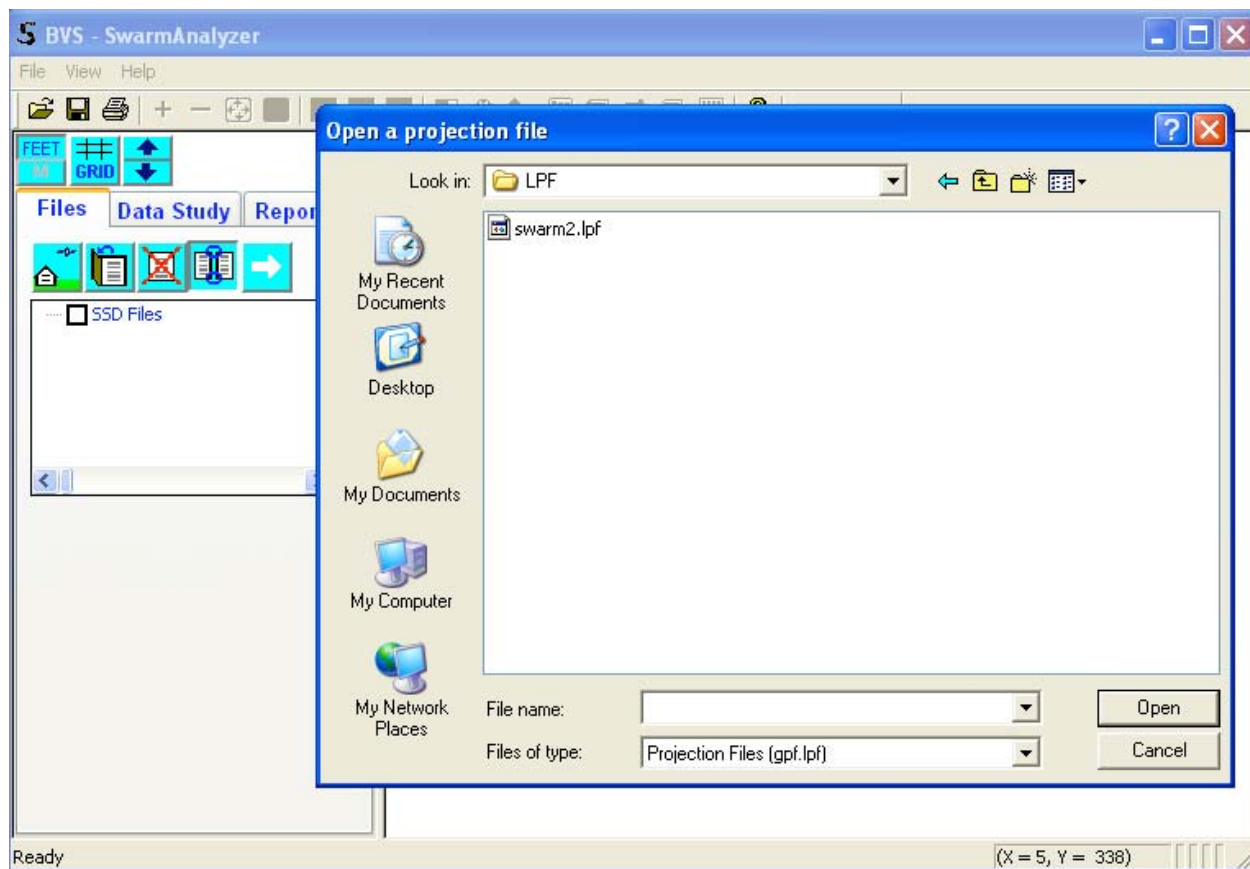 BVS - SwarmAnalyzer
File View Help
Open a projection file
FEET
M
GRID
Look in: LPF
Files Data Study Repor
swarm2.lpf
My Recent
Documents
SSD Files
Desktop
My Documents
My Computer
My Network
Places
File name: Open
Files of type: Projection Files (gpf.lpf) Cancel
Ready (X = 5, Y = 338)